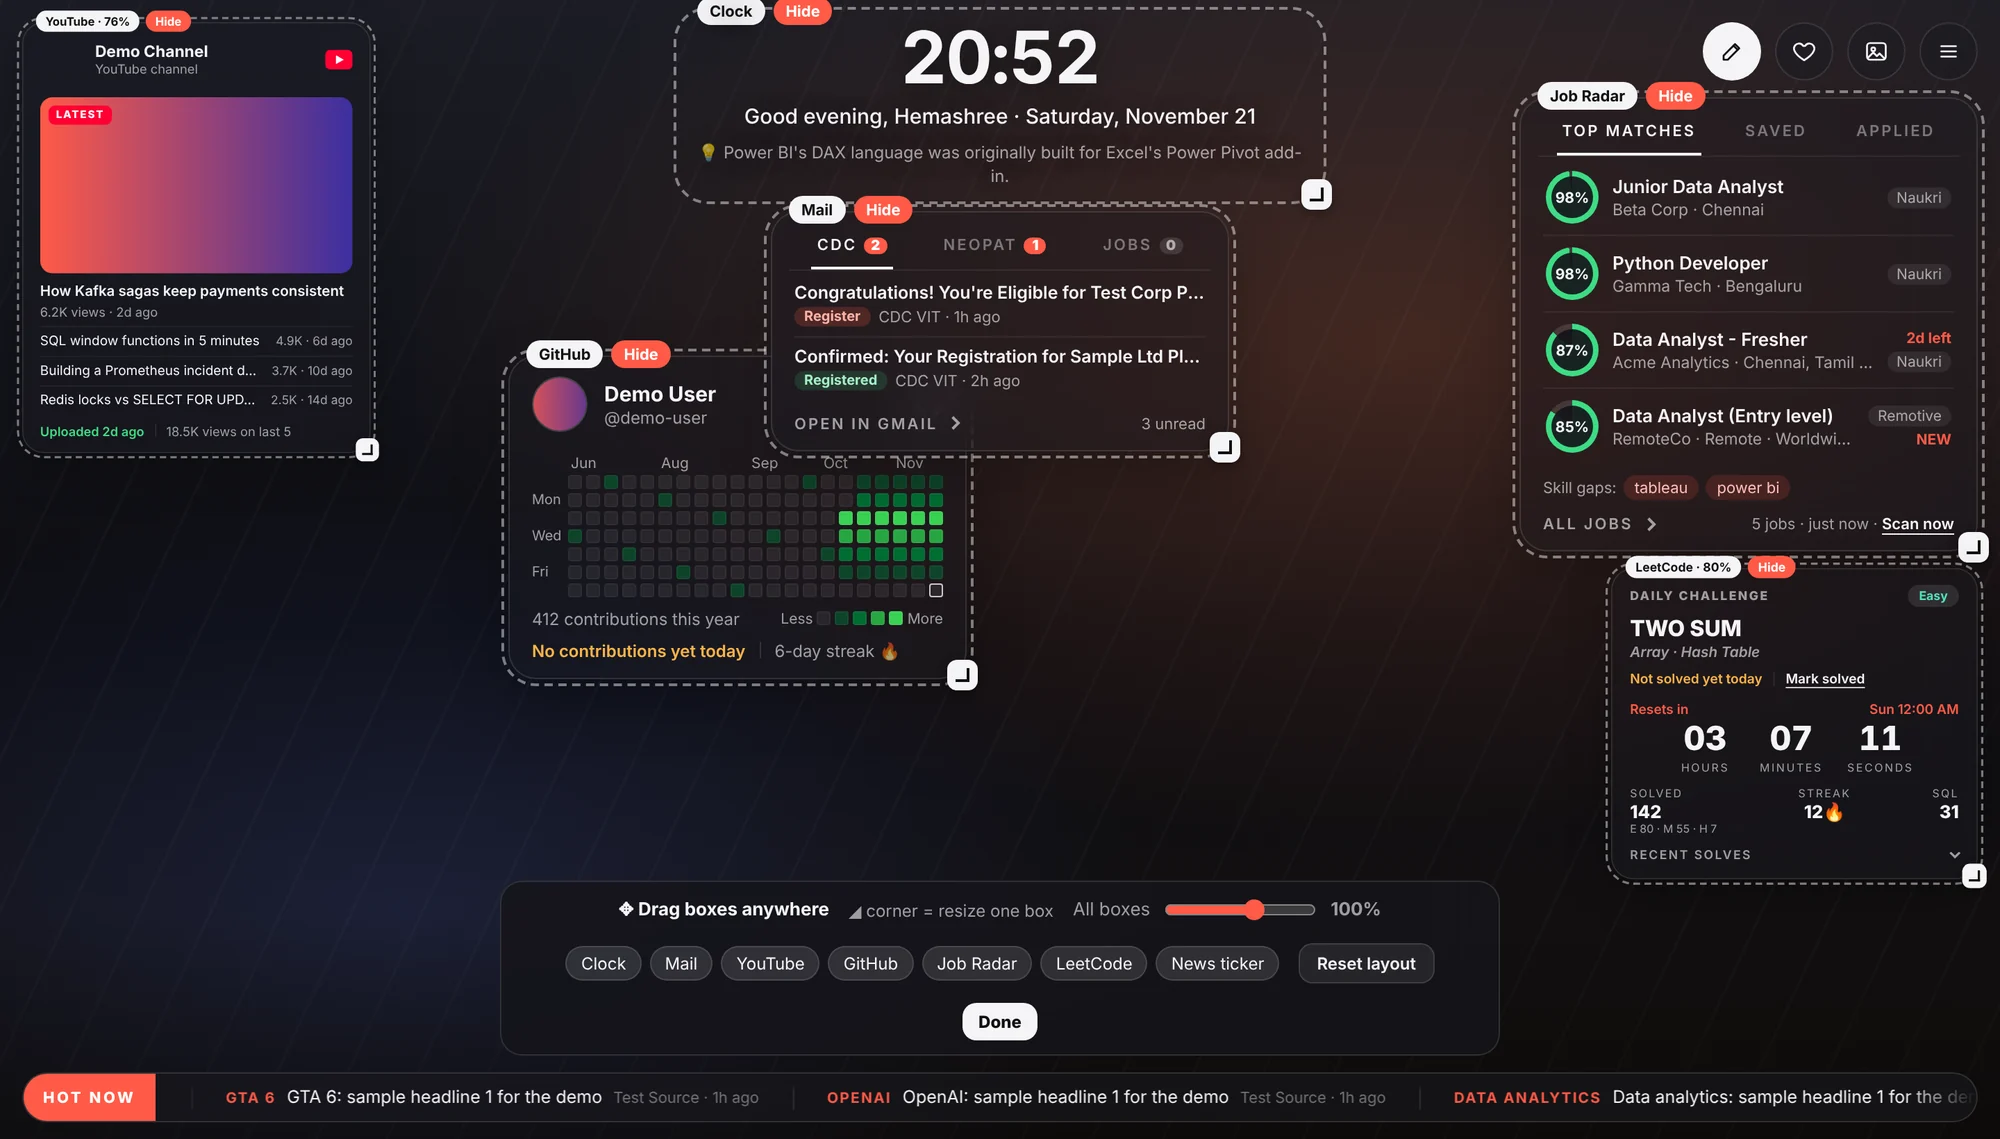 YouTube · 76% Hide
Demo Channel
YouTube channel
LATEST
How Kafka sagas keep payments consistent
6.2K views · 2d ago
SQL window functions in 5 minutes 4.9K · 6d ago
Building a Prometheus incident d... 3.7K · 10d ago
Redis locks vs SELECT FOR UPD... 2.5K · 14d ago
Uploaded 2d ago 18.5K views on last 5
Clock Hide
20:52
Good evening, Hemashree · Saturday, November 21
💡 Power BI's DAX language was originally built for Excel's Power Pivot add-
in.
Mail Hide
CDC 2 NEOPAT 1 JOBS 0
Congratulations! You're Eligible for Test Corp P...
Register CDC VIT · 1h ago
Confirmed: Your Registration for Sample Ltd Pl...
Registered CDC VIT · 2h ago
OPEN IN GMAIL 3 unread
GitHub Hide
Demo User
@demo-user
Jun Aug Sep Oct Nov
Mon
Wed
Fri
412 contributions this year Less More
No contributions yet today 6-day streak 🔥
Job Radar Hide
TOP MATCHES SAVED APPLIED
98% Junior Data Analyst
Beta Corp · Chennai Naukri
98% Python Developer
Gamma Tech · Bengaluru Naukri
87% Data Analyst - Fresher 2d left
Acme Analytics · Chennai, Tamil ... Naukri
85% Data Analyst (Entry level) Remotive
RemoteCo · Remote · Worldwi... NEW
Skill gaps: tableau power bi
ALL JOBS 5 jobs · just now · Scan now
LeetCode · 80% Hide
DAILY CHALLENGE Easy
TWO SUM
Array · Hash Table
Not solved yet today Mark solved
Resets in Sun 12:00 AM
03 07 11
HOURS MINUTES SECONDS
SOLVED STREAK SQL
142 12🔥 31
E 80 · M 55 · H 7
RECENT SOLVES
✥ Drag boxes anywhere ◢ corner = resize one box All boxes 100%
Clock Mail YouTube GitHub Job Radar LeetCode News ticker Reset layout
Done
HOT NOW GTA 6 GTA 6: sample headline 1 for the demo Test Source · 1h ago OPENAI OpenAI: sample headline 1 for the demo Test Source · 1h ago DATA ANALYTICS Data analytics: sample headline 1 for the de